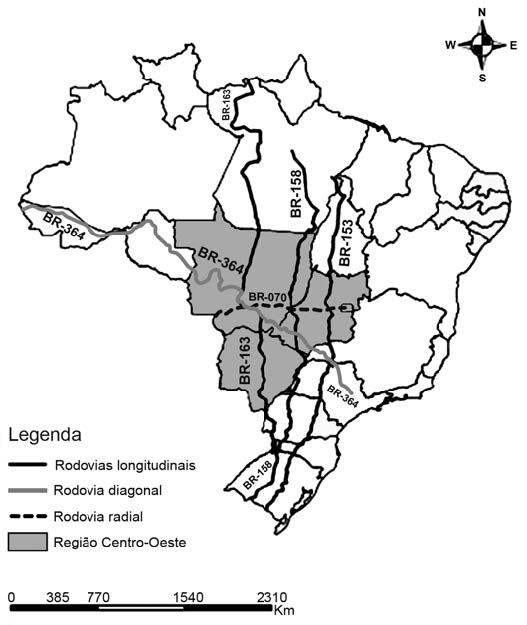 N
W E
S
BR-163
BR-158
BR-153
BR-364
BR-364
BR-070
BR-163
BR-364
BR-158
Legenda
Rodovias longitudinais
Rodovia diagonal
Rodovia radial
Região Centro-Oeste
0 385 770 1540 2310
Km